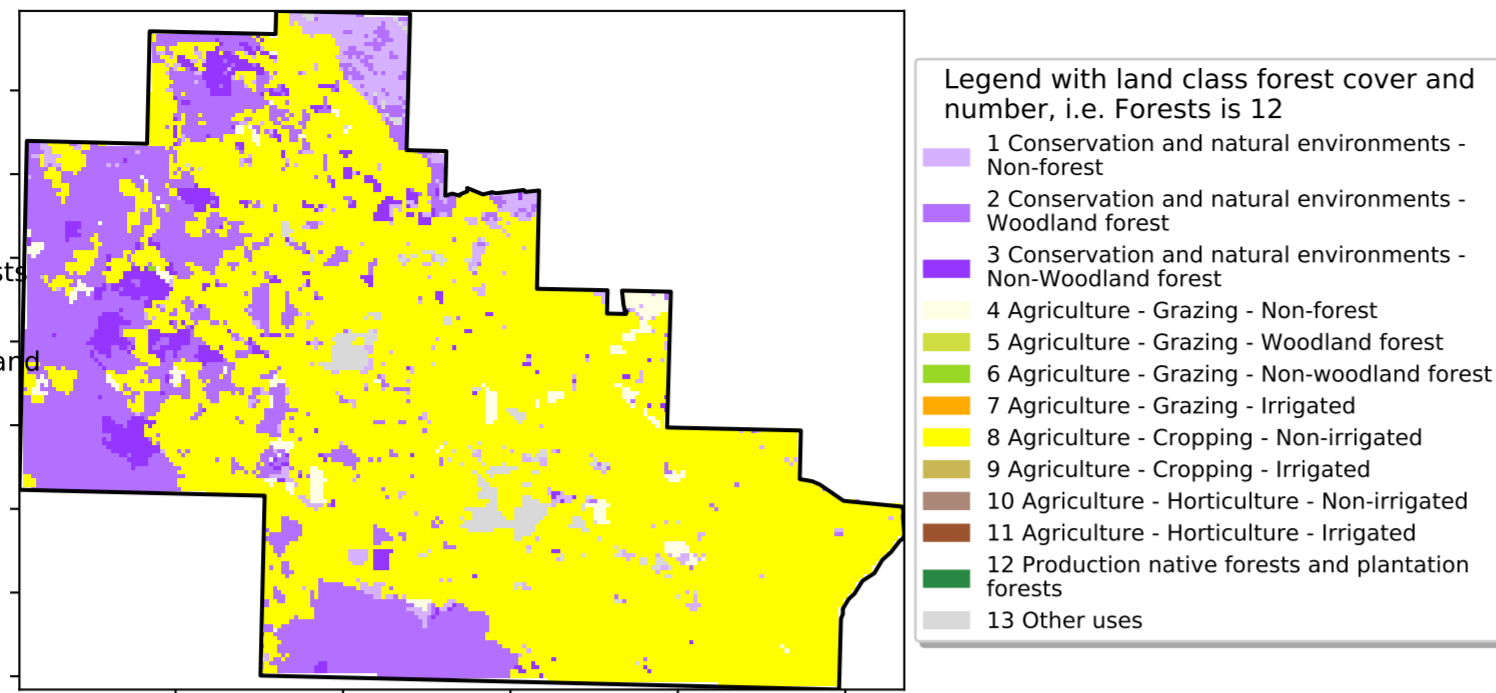 Legend with land class forest cover and
number, i.e. Forests is 12
1 Conservation and natural environments -
Non-forest
2 Conservation and natural environments -
Woodland forest
3 Conservation and natural environments -
Non-Woodland forest
4 Agriculture - Grazing - Non-forest
5 Agriculture - Grazing - Woodland forest
6 Agriculture - Grazing - Non-woodland forest
7 Agriculture - Grazing - Irrigated
8 Agriculture - Cropping - Non-irrigated
9 Agriculture - Cropping - Irrigated
10 Agriculture - Horticulture - Non-irrigated
11 Agriculture - Horticulture - Irrigated
12 Production native forests and plantation
forests
13 Other uses